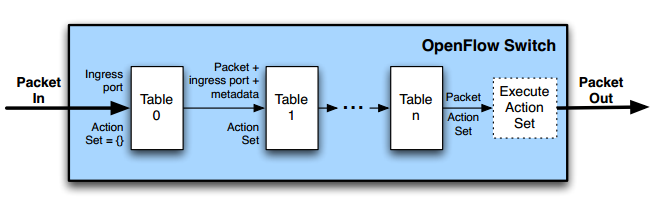 OpenFlow Switch
Packet
In
Ingress
port
Action
Set = {}
Table
0
Packet +
ingress port +
metadata
Action
Set
Table
1
...
Table
n
Packet
Action
Set
Execute
Action
Set
Packet
Out